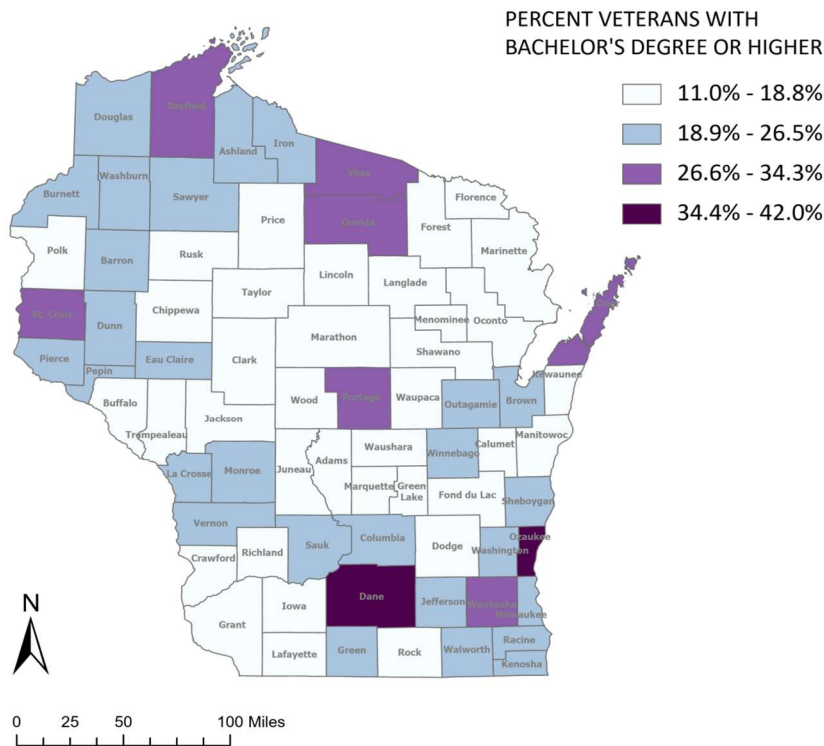 PERCENT VETERANS WITH
BACHELOR'S DEGREE OR HIGHER
11.0% - 18.8%
18.9% - 26.5%
26.6% - 34.3%
34.4% - 42.0%
Douglas
Bayfield
Ashland
Iron
Vilas
Burnett
Washburn
Sawyer
Price
Oneida
Forest
Florence
Marinette
Polk
Barron
Rusk
Lincoln
Langlade
Taylor
Chippewa
St. Croix
Dunn
Menominee
Oconto
Marathon
Shawano
Clark
Pierce
Pepin
Eau Claire
Kewaunee
Buffalo
Trempealeau
Jackson
Wood
Portage
Waupaca
Outagamie
Brown
Manitowoc
Calumet
Winnebago
Waushara
Adams
Juneau
Monroe
La Crosse
Marquette
Green
Lake
Fond du Lac
Sheboygan
Vernon
Sauk
Columbia
Dodge
Washington
Ozaukee
Crawford
Richland
Dane
Jefferson
Waukesha
Milwaukee
Iowa
Grant
Lafayette
Green
Rock
Walworth
Racine
Kenosha
N
0 25 50 100 Miles